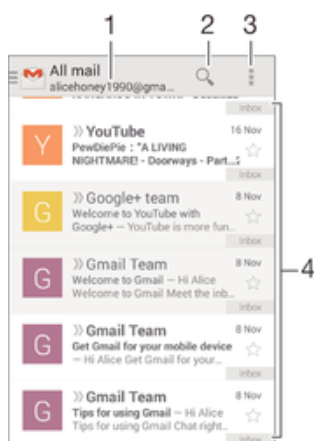 1 2 3
All mail
alicehoney1990@gma...
Inbox
Y
YouTube 16 Nov
PewDiePie : "A LIVING
NIGHTMARE! - Doorways - Part...
Inbox
G
Google+ team 8 Nov
Welcome to YouTube with
Google+ – YouTube is more fun...
Inbox
4
G
Gmail Team 8 Nov
Welcome to Gmail – Hi Alice
Welcome to Gmail Meet the inb...
Inbox
G
Gmail Team 8 Nov
Get Gmail for your mobile device
– Hi Alice Get Gmail for your...
Inbox
G
Gmail Team 8 Nov
Tips for using Gmail – Hi Alice
Tips for using Gmail Chat right...
Inbox